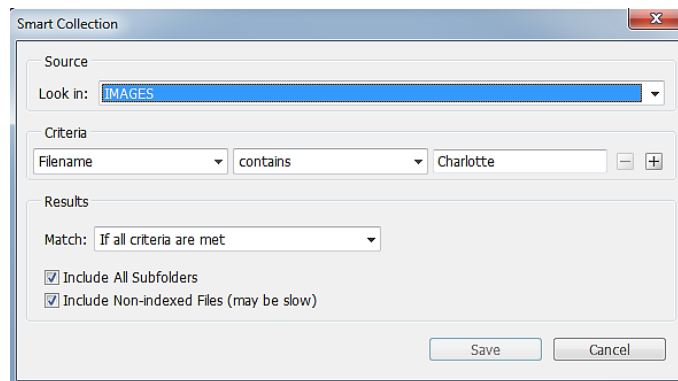 Smart Collection
Source
Look in: IMAGES
Criteria
Filename contains Charlotte
Results
Match: If all criteria are met
Include All Subfolders
Include Non-indexed Files (may be slow)
Save Cancel